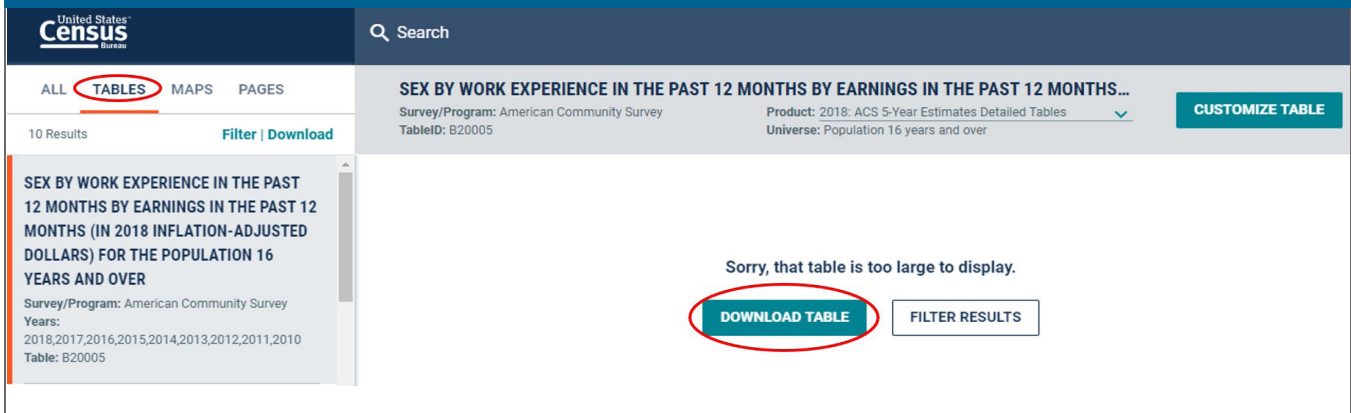 United States™
Census
Bureau
Search
ALL TABLES MAPS PAGES
10 Results Filter | Download
SEX BY WORK EXPERIENCE IN THE PAST
12 MONTHS BY EARNINGS IN THE PAST 12
MONTHS (IN 2018 INFLATION-ADJUSTED
DOLLARS) FOR THE POPULATION 16
YEARS AND OVER
Survey/Program: American Community Survey
Years:
2018,2017,2016,2015,2014,2013,2012,2011,2010
Table: B20005
SEX BY WORK EXPERIENCE IN THE PAST 12 MONTHS BY EARNINGS IN THE PAST 12 MONTHS...
Survey/Program: American Community Survey Product: 2018: ACS 5-Year Estimates Detailed Tables
TableID: B20005 Universe: Population 16 years and over
CUSTOMIZE TABLE
Sorry, that table is too large to display.
DOWNLOAD TABLE FILTER RESULTS